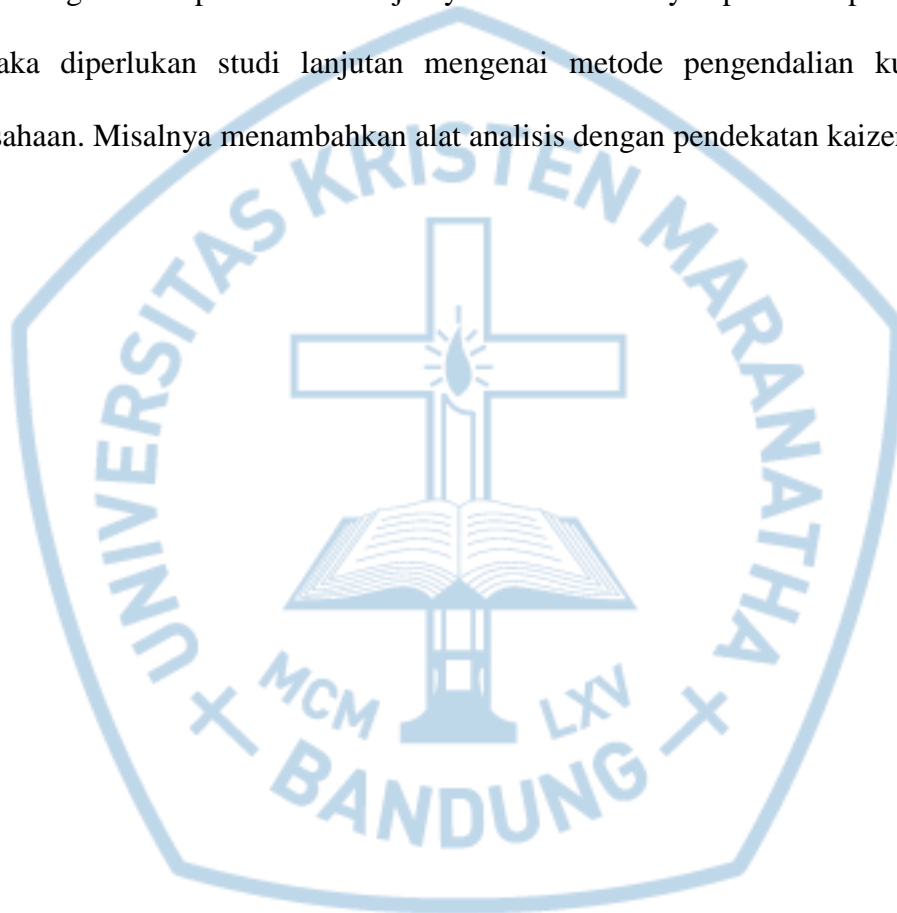 aka diperlukan studi lanjutan mengenai metode pengendalian ku
sahaan. Misalnya menambahkan alat analisis dengan pendekatan kaizen
UNIVERSITAS KRISTEN MARANATHA
MCM LXV
BANDUNG